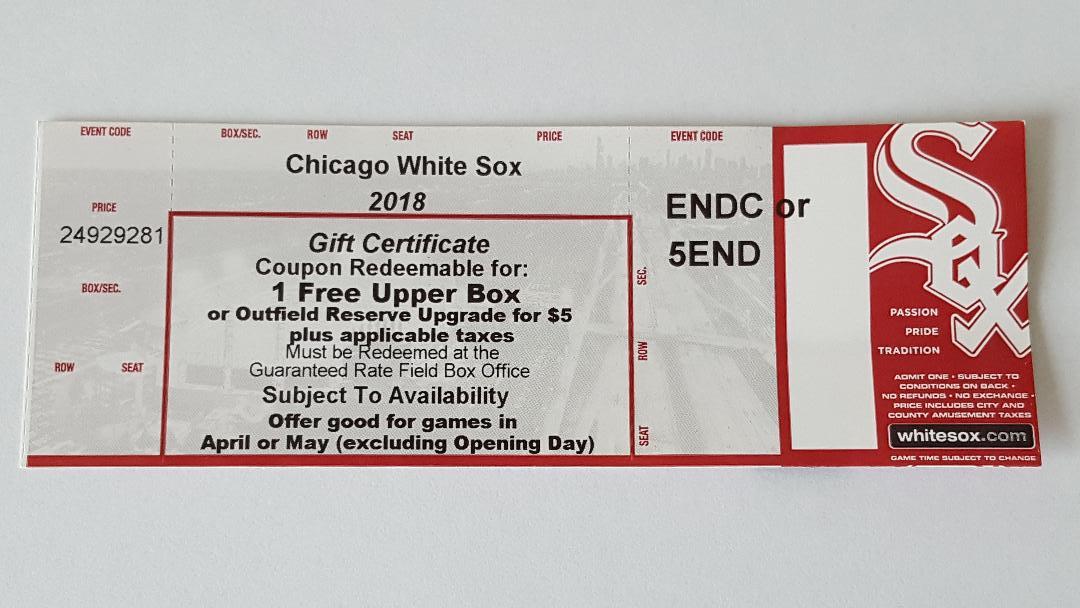 EVENT CODE
BOX/SEC. ROW SEAT PRICE
EVENT CODE
Chicago White Sox
2018
PRICE
24929281
BOX/SEC.
ROW SEAT
Gift Certificate
Coupon Redeemable for:
1 Free Upper Box
or Outfield Reserve Upgrade for $5
plus applicable taxes
Must be Redeemed at the
Guaranteed Rate Field Box Office
Subject To Availability
Offer good for games in
April or May (excluding Opening Day)
ENDC or
5END
SEC.
ROW
SEAT
Sox
PASSION
PRIDE
TRADITION
ADMIT ONE • SUBJECT TO
CONDITIONS ON BACK •
NO REFUNDS • NO EXCHANGE •
PRICE INCLUDES CITY AND
COUNTY AMUSEMENT TAXES
whitesox.com
GAME TIME SUBJECT TO CHANGE